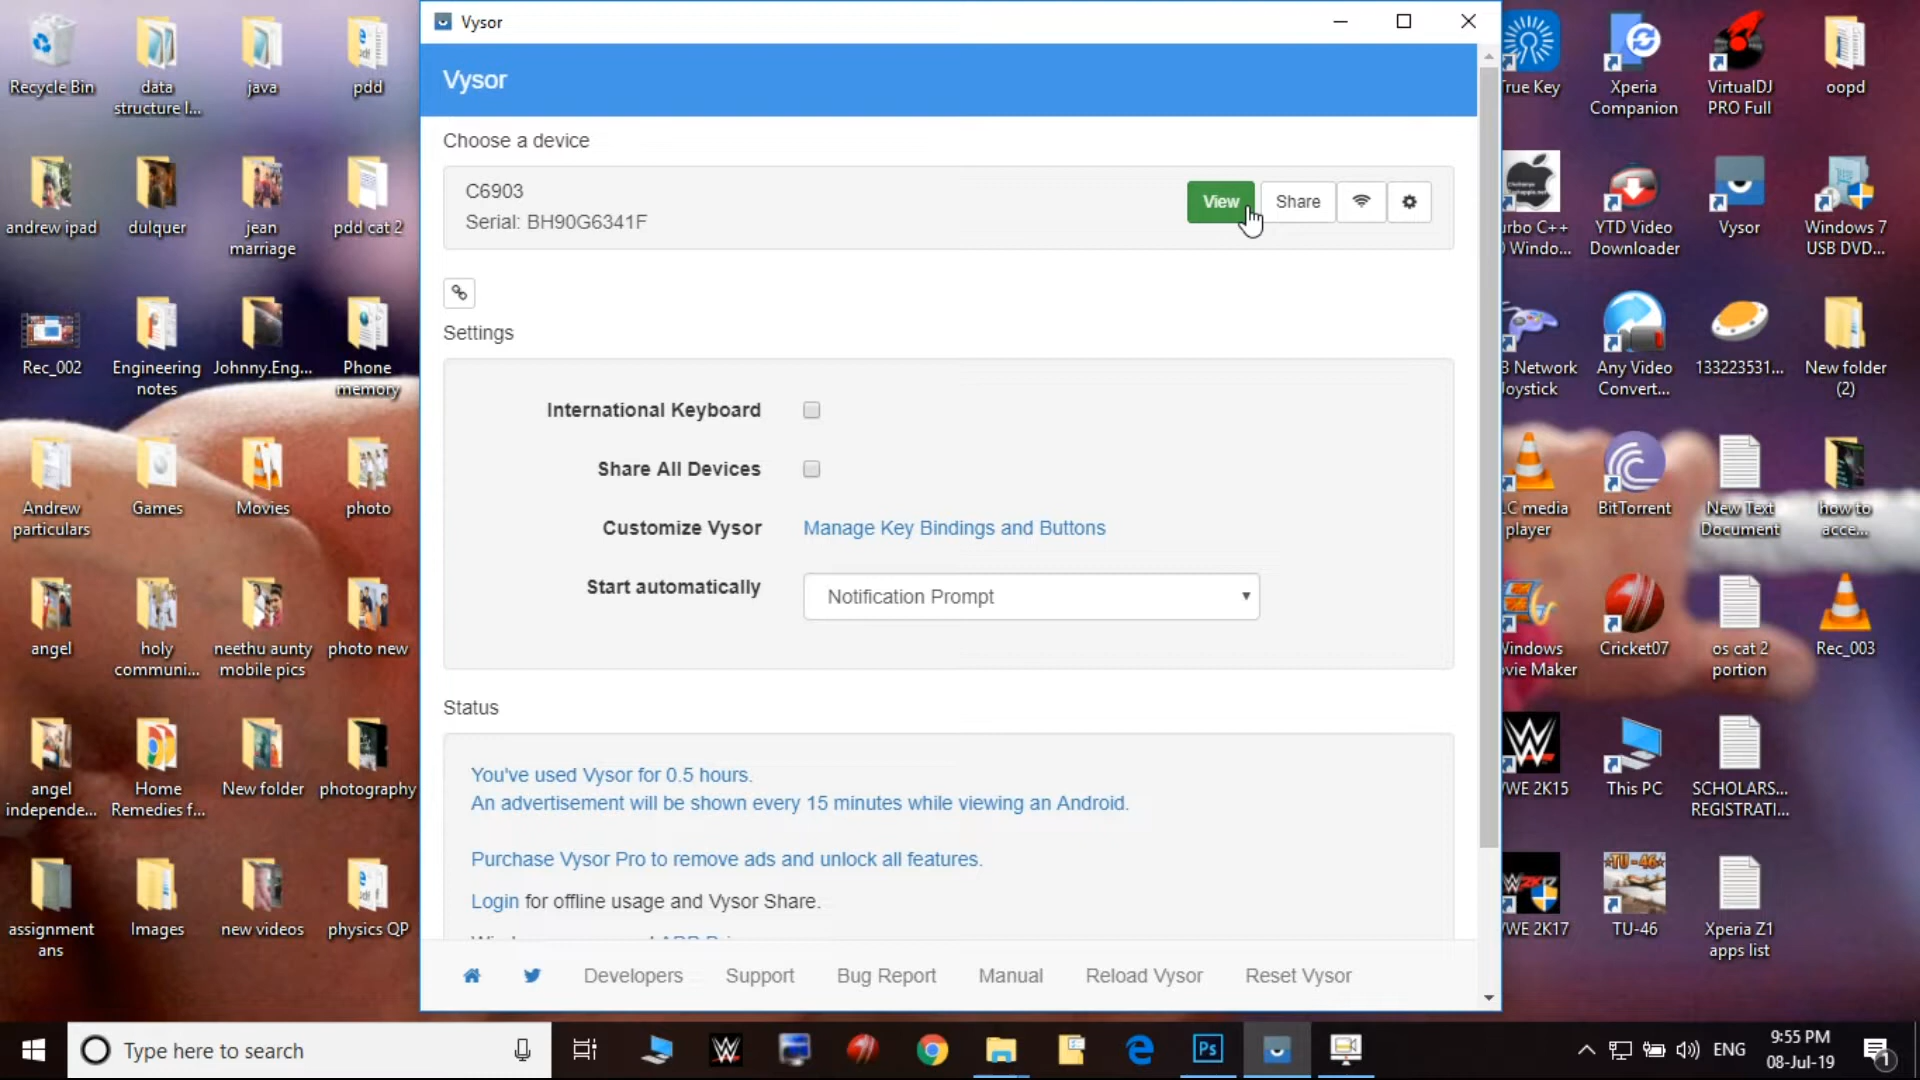 Vysor
Vysor
Choose a device
C6903
Serial: BH90G6341F
View
Share
Settings
International Keyboard
Share All Devices
Customize Vysor
Manage Key Bindings and Buttons
Start automatically
Notification Prompt
Status
You've used Vysor for 0.5 hours.
An advertisement will be shown every 15 minutes while viewing an Android.
Purchase Vysor Pro to remove ads and unlock all features.
Login for offline usage and Vysor Share.
Developers
Support
Bug Report
Manual
Reload Vysor
Reset Vysor
Recycle Bin
data
structure l...
java
pdd
andrew ipad
dulquer
jean
marriage
pdd cat 2
Rec_002
Engineering
notes
Johnny.Eng...
Phone
memory
Andrew
particulars
Games
Movies
photo
angel
holy
communi...
neethu aunty
mobile pics
photo new
angel
independe...
Home
Remedies f...
New folder
photography
assignment
ans
Images
new videos
physics QP
rue Key
Xperia
Companion
VirtualDJ
PRO Full
oopd
rbo C++
Windo...
YTD Video
Downloader
Vysor
Windows 7
USB DVD...
3 Network
oystick
Any Video
Convert...
133223531...
New folder
(2)
C media
player
BitTorrent
New Text
Document
how to
acce...
Windows
vie Maker
Cricket07
os cat 2
portion
Rec_003
WE 2K15
This PC
SCHOLARS...
REGISTRATI...
WE 2K17
TU-46
TU-46
Xperia Z1
apps list
Type here to search
Ps
ENG
9:55 PM
08-Jul-19
1